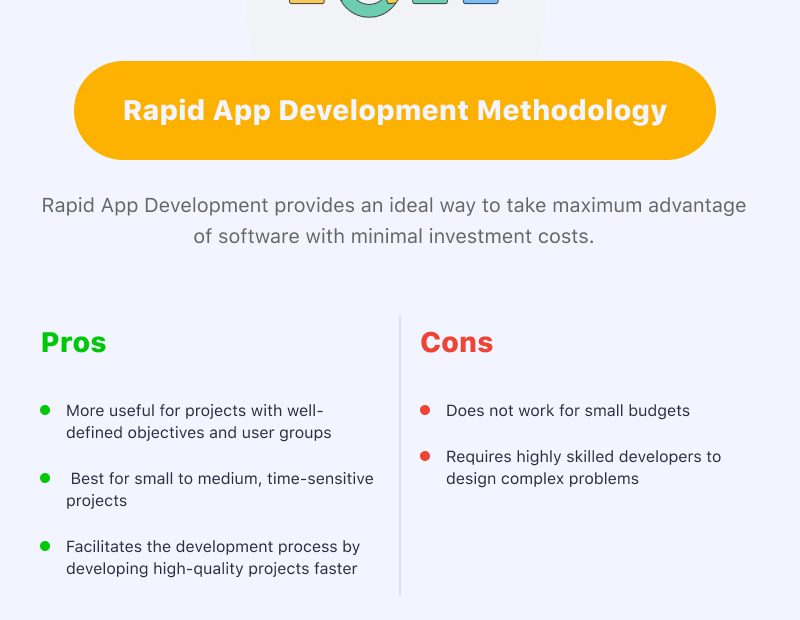 Rapid App Development Methodology
Rapid App Development provides an ideal way to take maximum advantage
of software with minimal investment costs.
Pros
More useful for projects with well-
defined objectives and user groups
Best for small to medium, time-sensitive
projects
Facilitates the development process by
developing high-quality projects faster
Cons
Does not work for small budgets
Requires highly skilled developers to
design complex problems